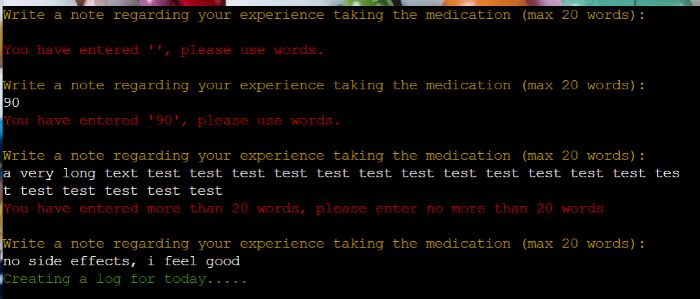 Write a note regarding your experience taking the medication (max 20 words):
You have entered '', please use words.
Write a note regarding your experience taking the medication (max 20 words):
90
You have entered '90', please use words.
Write a note regarding your experience taking the medication (max 20 words):
a very long text test test test test test test test test test test test test tes
t test test test test test
You have entered more than 20 words, please enter no more than 20 words
Write a note regarding your experience taking the medication (max 20 words):
no side effects, i feel good
Creating a log for today.....